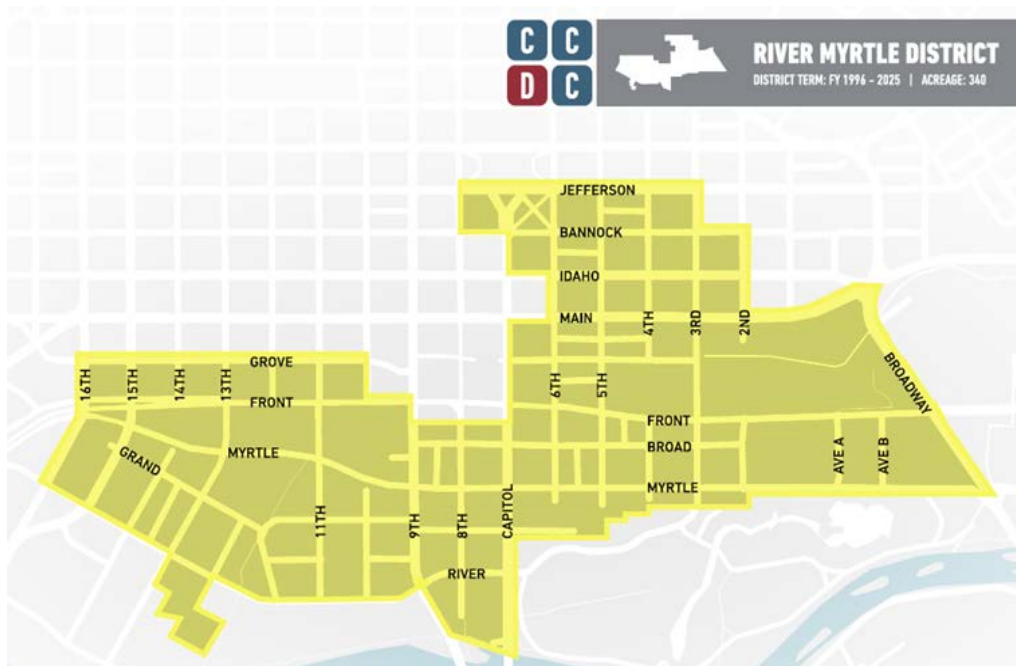 C C
D C
RIVER MYRTLE DISTRICT
DISTRICT TERM: FY 1996 - 2025 | ACREAGE: 340
JEFFERSON
BANNOCK
IDAHO
MAIN
4TH
3RD
2ND
GROVE
16TH
15TH
14TH
13TH
6TH
5TH
BROADWAY
FRONT
FRONT
BROAD
MYRTLE
GRAND
AVE A
AVE B
MYRTLE
11TH
9TH
8TH
CAPITOL
RIVER